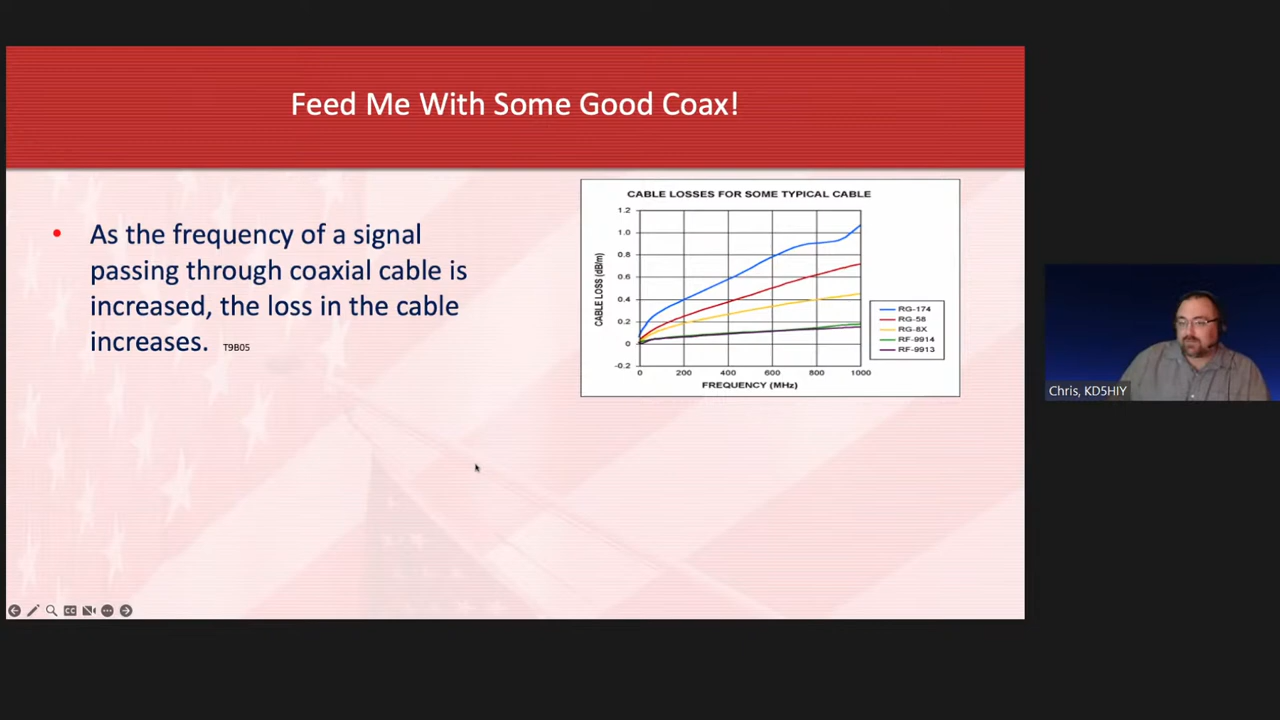 Feed Me With Some Good Coax!
• As the frequency of a signal
passing through coaxial cable is
increased, the loss in the cable
increases. T9B05
CABLE LOSSES FOR SOME TYPICAL CABLE
CABLE LOSS (dB/m)
1.2
1.0
0.8
0.6
0.4
0.2
0
-0.2
0 200 400 600 800 1000
FREQUENCY (MHz)
RG-174
RG-58
RG-8X
RF-9914
RF-9913
Chris, KD5HIY
CC